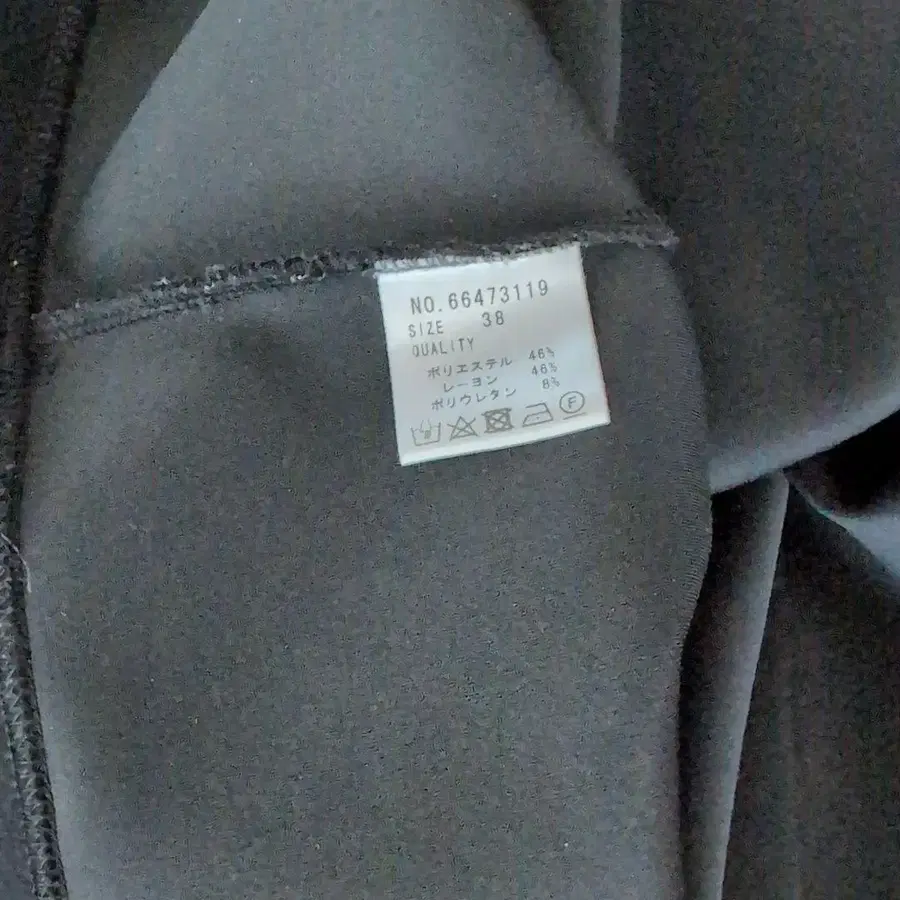 NO.66473119
SIZE 38
QUALITY
ポリエステル 46%
レーヨン 46%
ポリウレタン 8%
F